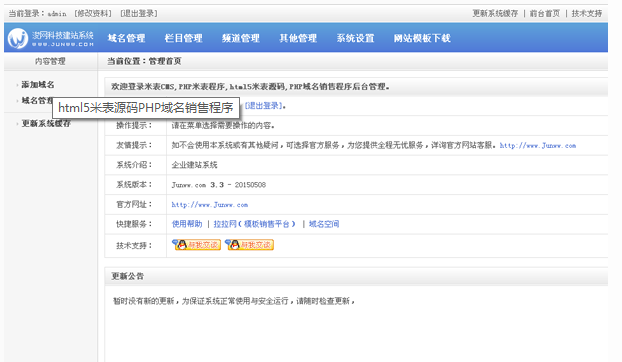 当前登录：admin [修改资料] [退出登录] 更新系统缓存 | 前台首页 | 技术支持
浚网科技建站系统 域名管理 栏目管理 频道管理 其他管理 系统设置 网站模板下载
www.JUNWW.com
内容管理 当前位置：管理首页
添加域名 欢迎登录米表CMS,PHP米表程序,html5米表源码,PHP域名销售程序后台管理。
域名管理 [退出登录]。
html5米表源码PHP域名销售程序
更新系统缓存 操作提示： 请在菜单选择需要操作的内容。
友情提示： 如不会使用本系统或有其他疑问，可选择官方服务，为您提供全程无忧服务，详询官方网站客服。http://www.Junww.com
系统介绍： 企业建站系统
系统版本： Junww.com 3.3 - 20150508
官方网址： http://www.Junww.com
快捷服务： 使用帮助 | 拉拉网(模板销售平台) | 域名空间
技术支持： 与我交谈 与我交谈
更新公告
暂时没有新的更新，为保证系统正常使用与安全运行，请随时检查更新，